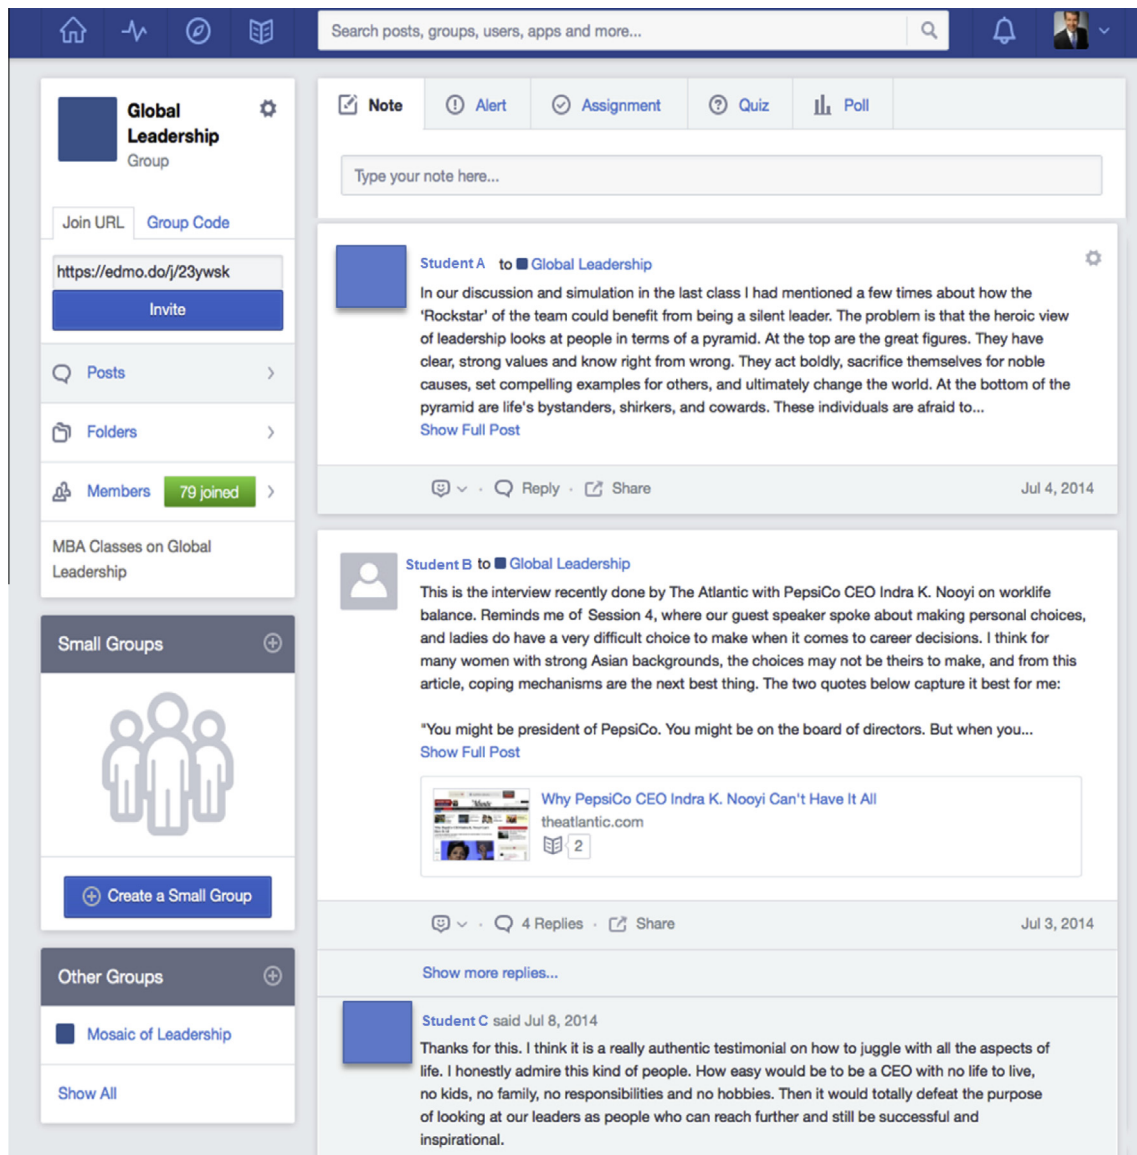 Search posts, groups, users, apps and more...
Global
Leadership
Group
Join URL
Group Code
https://edmo.do/j/23ywsk
Invite
Posts
Folders
Members
79 joined
MBA Classes on Global
Leadership
Small Groups
Create a Small Group
Other Groups
Mosaic of Leadership
Show All
Note
Alert
Assignment
Quiz
Poll
Type your note here...
Student A to Global Leadership
In our discussion and simulation in the last class I had mentioned a few times about how the
'Rockstar' of the team could benefit from being a silent leader. The problem is that the heroic view
of leadership looks at people in terms of a pyramid. At the top are the great figures. They have
clear, strong values and know right from wrong. They act boldly, sacrifice themselves for noble
causes, set compelling examples for others, and ultimately change the world. At the bottom of the
pyramid are life's bystanders, shirkers, and cowards. These individuals are afraid to...
Show Full Post
Reply
Share
Jul 4, 2014
Student B to Global Leadership
This is the interview recently done by The Atlantic with PepsiCo CEO Indra K. Nooyi on worklife
balance. Reminds me of Session 4, where our guest speaker spoke about making personal choices,
and ladies do have a very difficult choice to make when it comes to career decisions. I think for
many women with strong Asian backgrounds, the choices may not be theirs to make, and from this
article, coping mechanisms are the next best thing. The two quotes below capture it best for me:
"You might be president of PepsiCo. You might be on the board of directors. But when you...
Show Full Post
Why PepsiCo CEO Indra K. Nooyi Can't Have It All
theatlantic.com
2
4 Replies
Share
Jul 3, 2014
Show more replies...
Student C said Jul 8, 2014
Thanks for this. I think it is a really authentic testimonial on how to juggle with all the aspects of
life. I honestly admire this kind of people. How easy would be to be a CEO with no life to live,
no kids, no family, no responsibilities and no hobbies. Then it would totally defeat the purpose
of looking at our leaders as people who can reach further and still be successful and
inspirational.